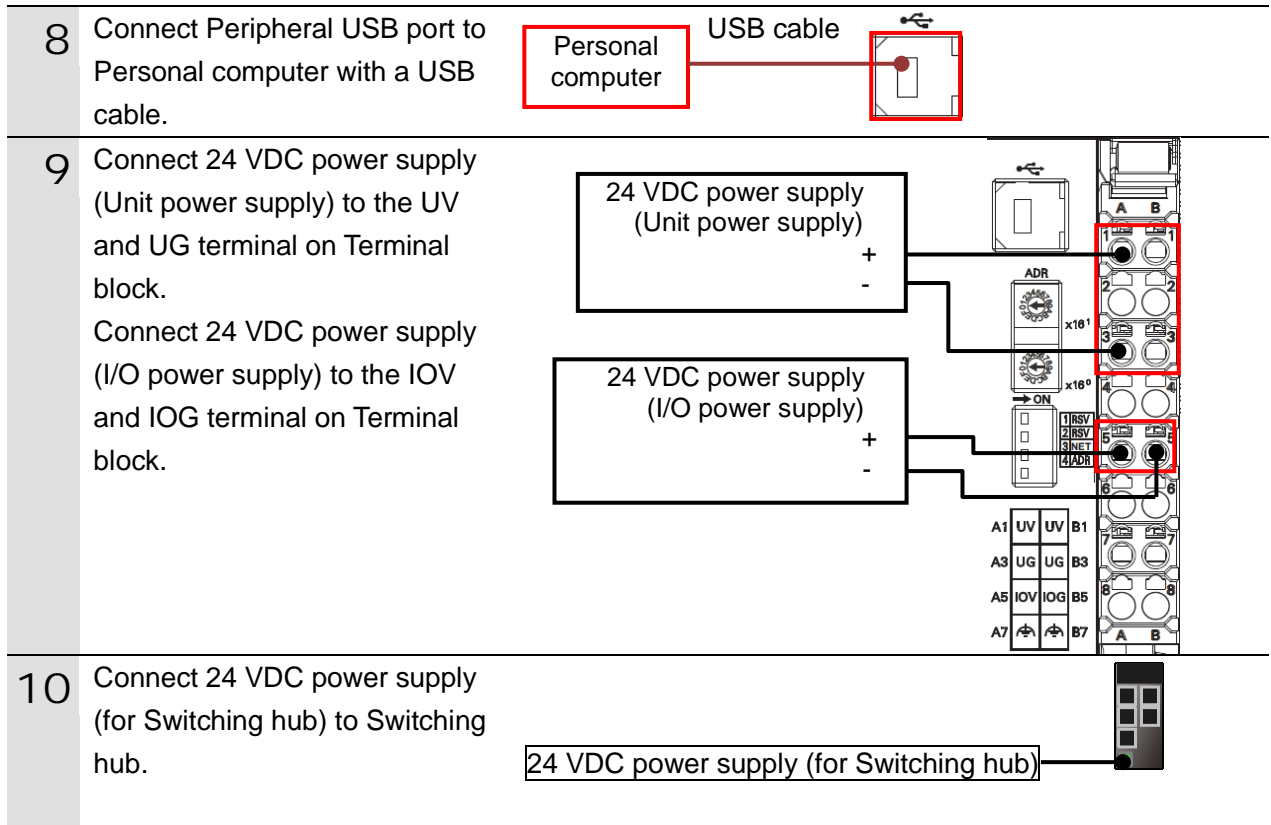 8
Connect Peripheral USB port to
Personal computer with a USB
cable.
Personal
computer
USB cable
9
Connect 24 VDC power supply
(Unit power supply) to the UV
and UG terminal on Terminal
block.
Connect 24 VDC power supply
(I/O power supply) to the IOV
and IOG terminal on Terminal
block.
24 VDC power supply
(Unit power supply)
+
-
24 VDC power supply
(I/O power supply)
+
-
ADR
x16¹
x16⁰
ON
1 RSV
2 RSV
3 NET
4 ADR
A1 UV UV B1
A3 UG UG B3
A5 IOV IOG B5
A7 B7
A B
1 1
2 2
3 3
4 4
5 5
6 6
7 7
8 8
A B
10
Connect 24 VDC power supply
(for Switching hub) to Switching
hub.
24 VDC power supply (for Switching hub)